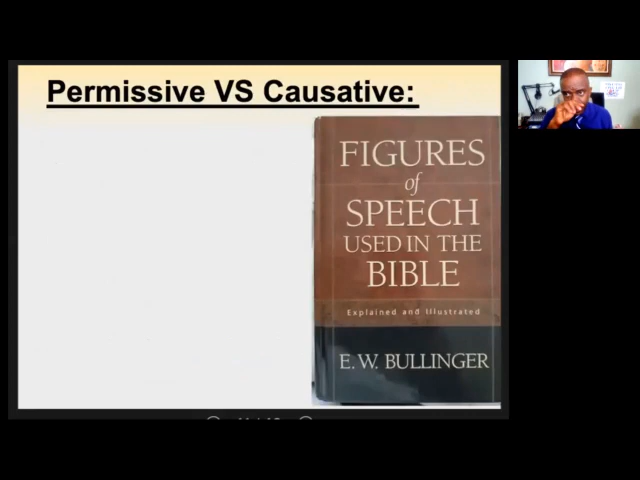 Permissive VS Causative:
FIGURES
of
SPEECH
USED IN THE
BIBLE
Explained and Illustrated
E. W. BULLINGER